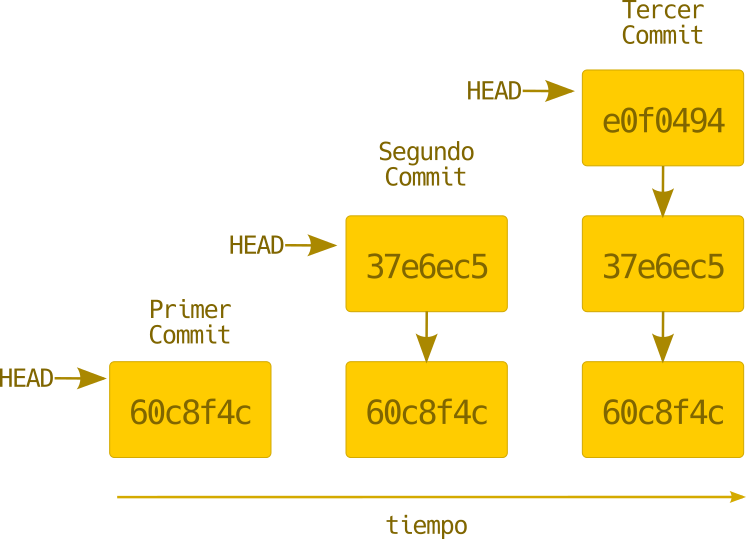 Tercer
Commit
HEAD
e0f0494
Segundo
Commit
HEAD
37e6ec5
37e6ec5
Primer
Commit
HEAD
60c8f4c
60c8f4c
60c8f4c
tiempo